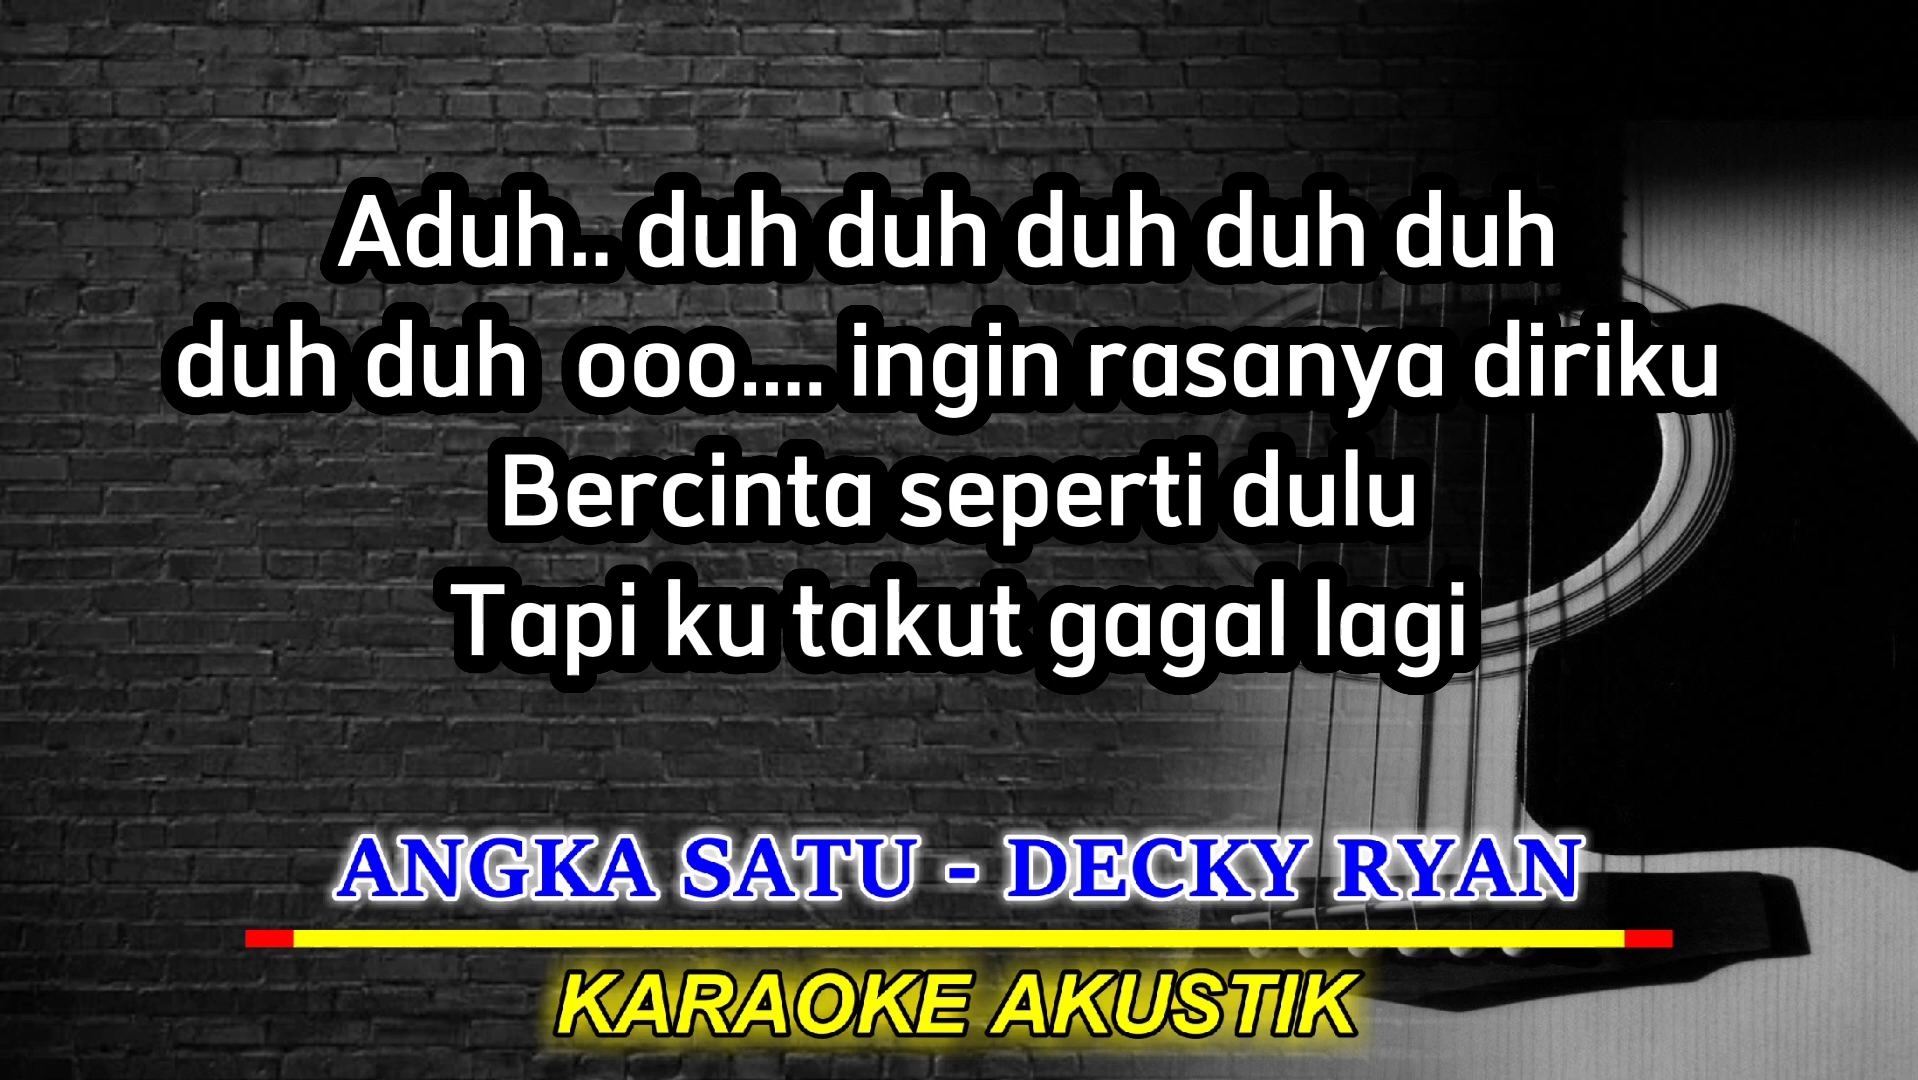 Aduh.. duh duh duh duh duh
duh duh  ooo.... ingin rasanya diriku
Bercinta seperti dulu
Tapi ku takut gagal lagi
ANGKA SATU - DECKY RYAN
KARAOKE AKUSTIK